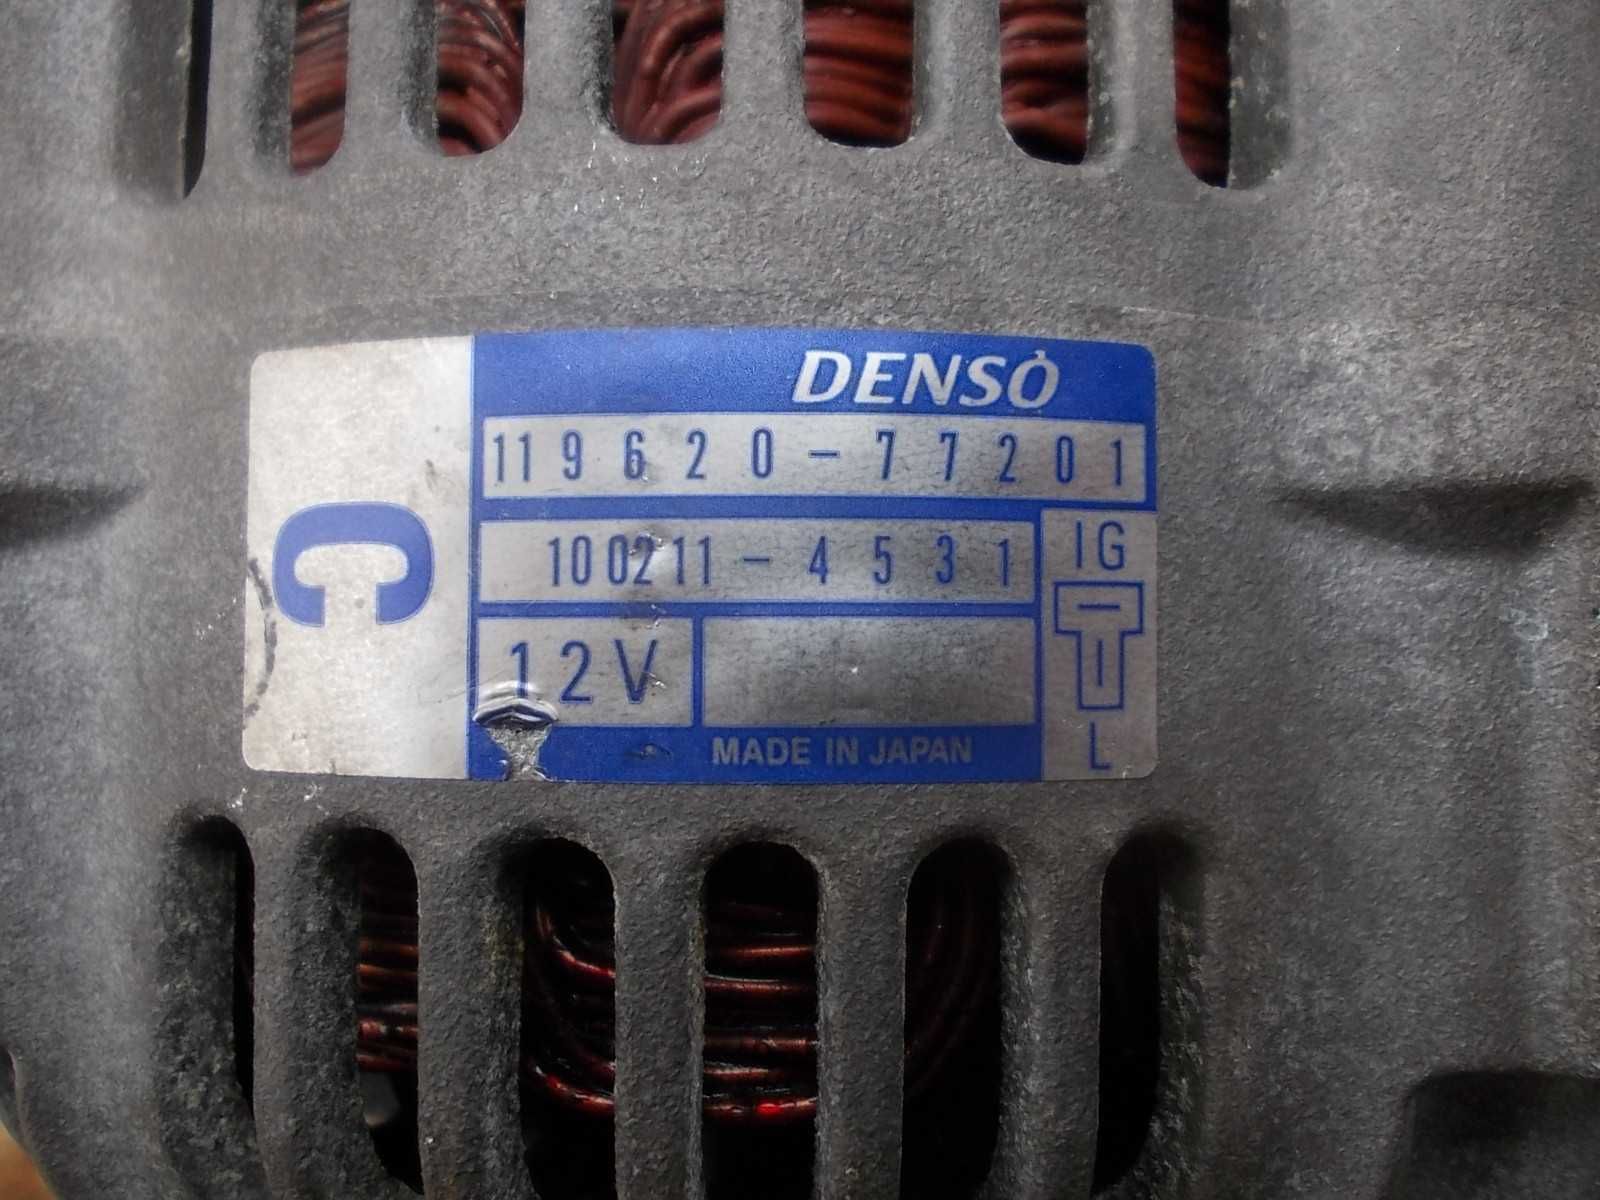 DENSO
119620-77201
100211-4531
IG
12V
L
MADE IN JAPAN
C